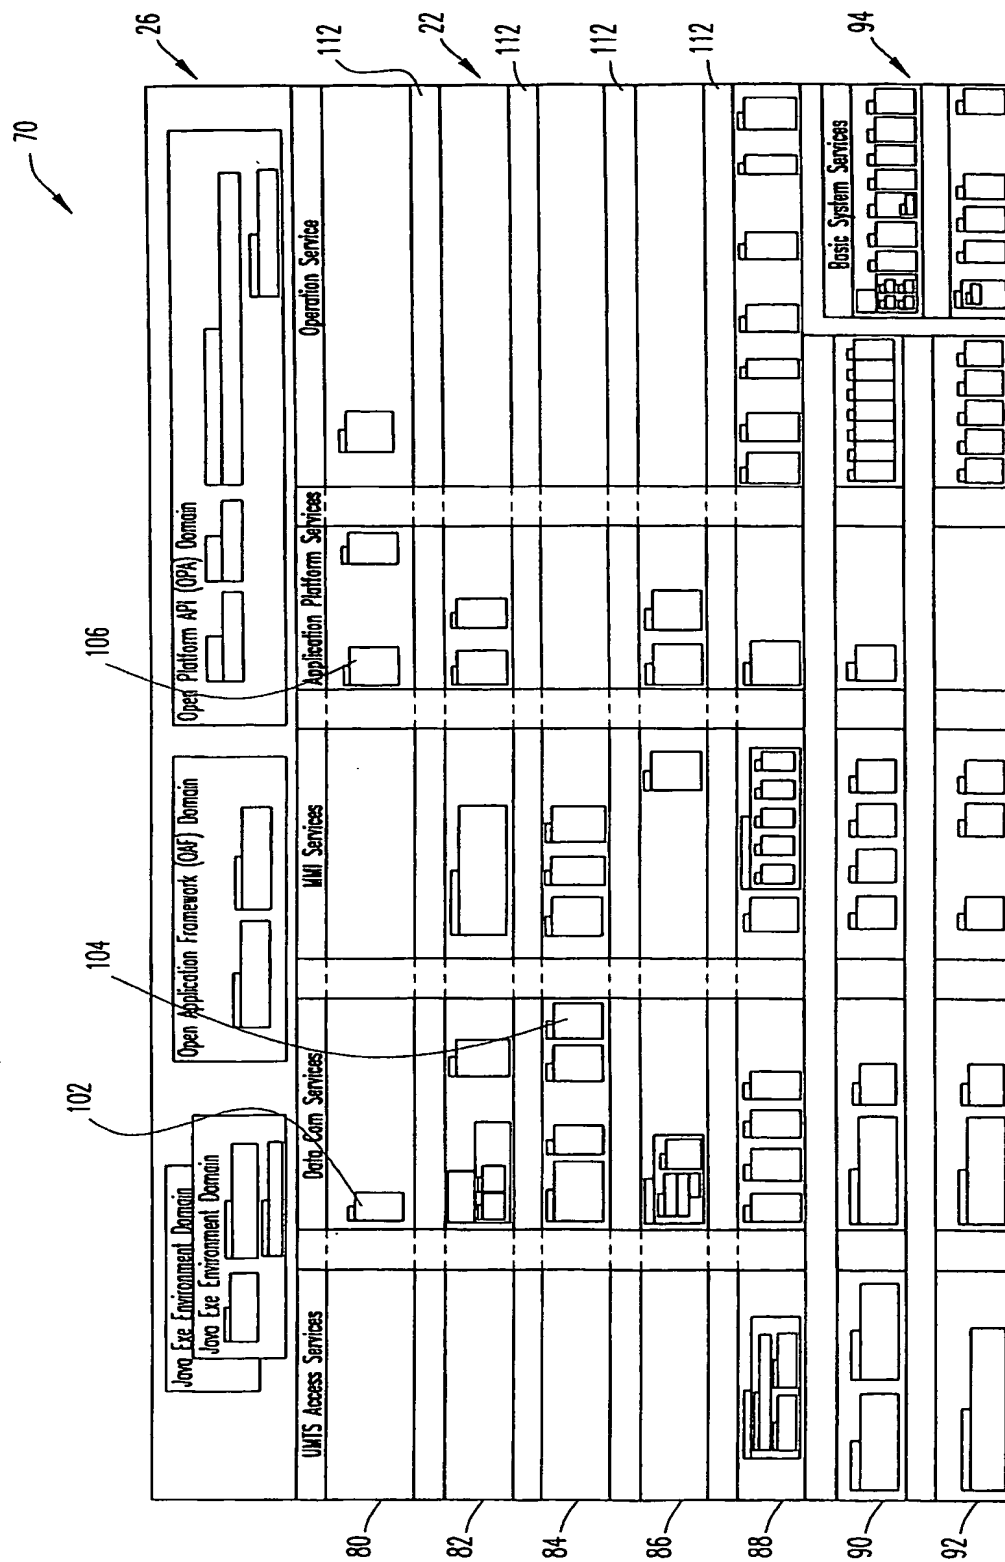 70
26
Java Exe Environment Domain
Java Exe Environment Domain
Open Application Framework (OAF) Domain
Open Platform API (OPA) Domain
UMTS Access Services
Data Com Services
MMI Services
Application Platform Services
Operation Service
102
104
106
80
112
82
22
112
84
112
86
112
88
Basic System Services
90
94
92